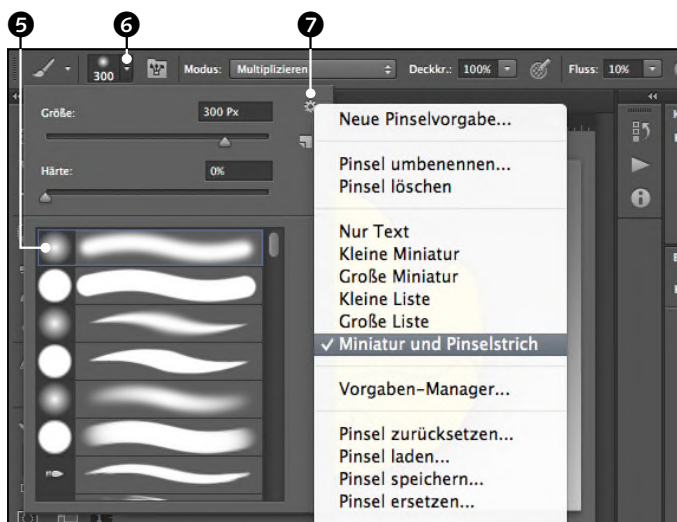 5 6 7
300 Modus: Multiplizieren Deckkr.: 100% Fluss: 10%
Größe: 300 Px
Härte: 0%
Neue Pinselvorgabe...
Pinsel umbenennen...
Pinsel löschen
Nur Text
Kleine Miniatur
Große Miniatur
Kleine Liste
Große Liste
✓ Miniatur und Pinselstrich
Vorgaben-Manager...
Pinsel zurücksetzen...
Pinsel laden...
Pinsel speichern...
Pinsel ersetzen...